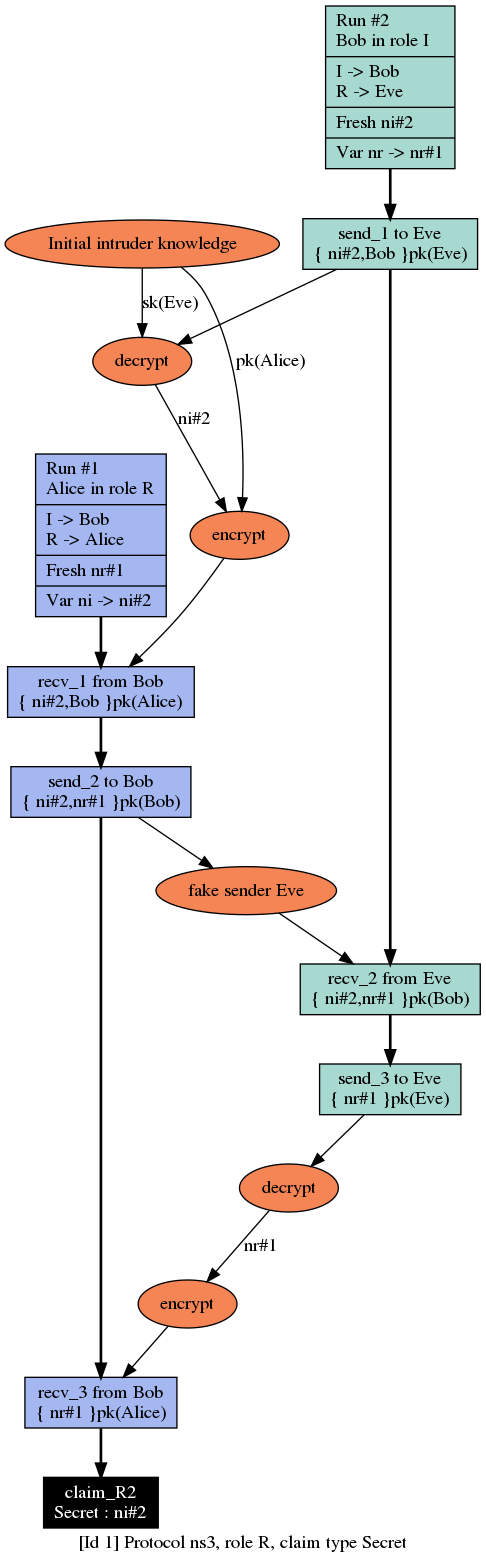 Run #2
Bob in role I
I -> Bob
R -> Eve
Fresh ni#2
Var nr -> nr#1
send_1 to Eve
{ ni#2,Bob }pk(Eve)
Initial intruder knowledge
sk(Eve)
decrypt
pk(Alice)
ni#2
Run #1
Alice in role R
I -> Bob
R -> Alice
Fresh nr#1
Var ni -> ni#2
encrypt
recv_1 from Bob
{ ni#2,Bob }pk(Alice)
send_2 to Bob
{ ni#2,nr#1 }pk(Bob)
fake sender Eve
recv_2 from Eve
{ ni#2,nr#1 }pk(Bob)
send_3 to Eve
{ nr#1 }pk(Eve)
decrypt
nr#1
encrypt
recv_3 from Bob
{ nr#1 }pk(Alice)
claim_R2
Secret : ni#2
[Id 1] Protocol ns3, role R, claim type Secret